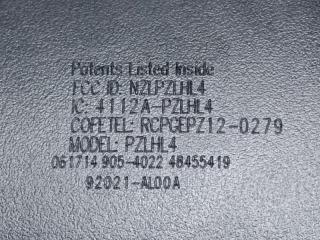 Patents Listed Inside
FCC ID: NZLPZLHL4
IC: 4112A-PZLHL4
COFETEL: RCPGEPZ12-0279
MODEL: PZLHL4
061714 905-4022 48455419
92021-AL00A